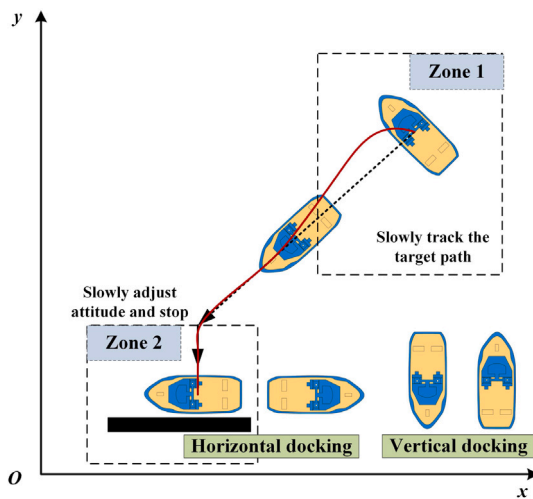 y
Zone 1
Slowly track the
target path
Slowly adjust
attitude and stop
Zone 2
Horizontal docking
Vertical docking
O
x